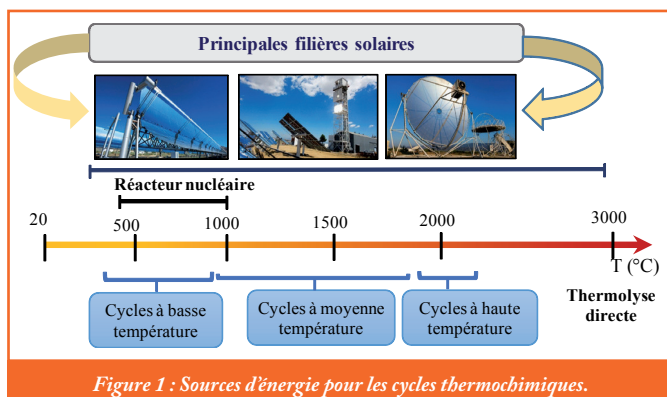 Principales filières solaires
Réacteur nucléaire
20
500
1000
1500
2000
3000
T (°C)
Cycles à basse
température
Cycles à moyenne
température
Cycles à haute
température
Thermolyse
directe
Figure 1 : Sources d'énergie pour les cycles thermochimiques.